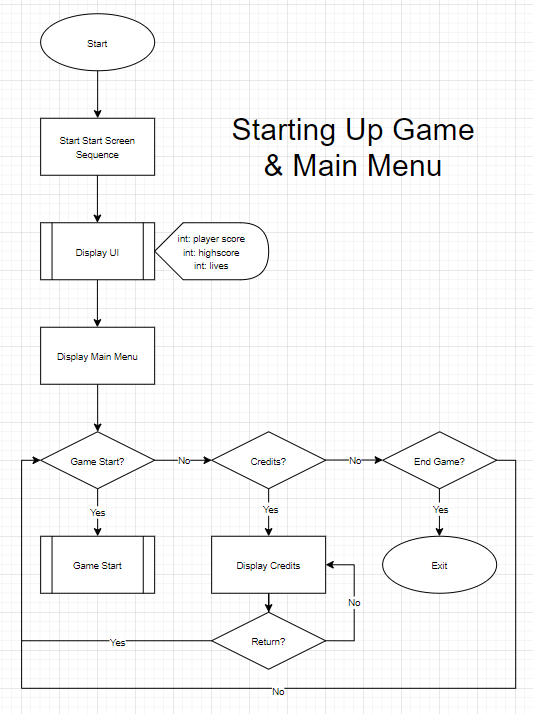 Start
Starting Up Game
& Main Menu
Start Start Screen
Sequence
Display UI
int: player score
int: highscore
int: lives
Display Main Menu
Game Start?
No
Credits?
No
End Game?
Yes
Yes
Yes
Game Start
Display Credits
Exit
No
Return?
Yes
No